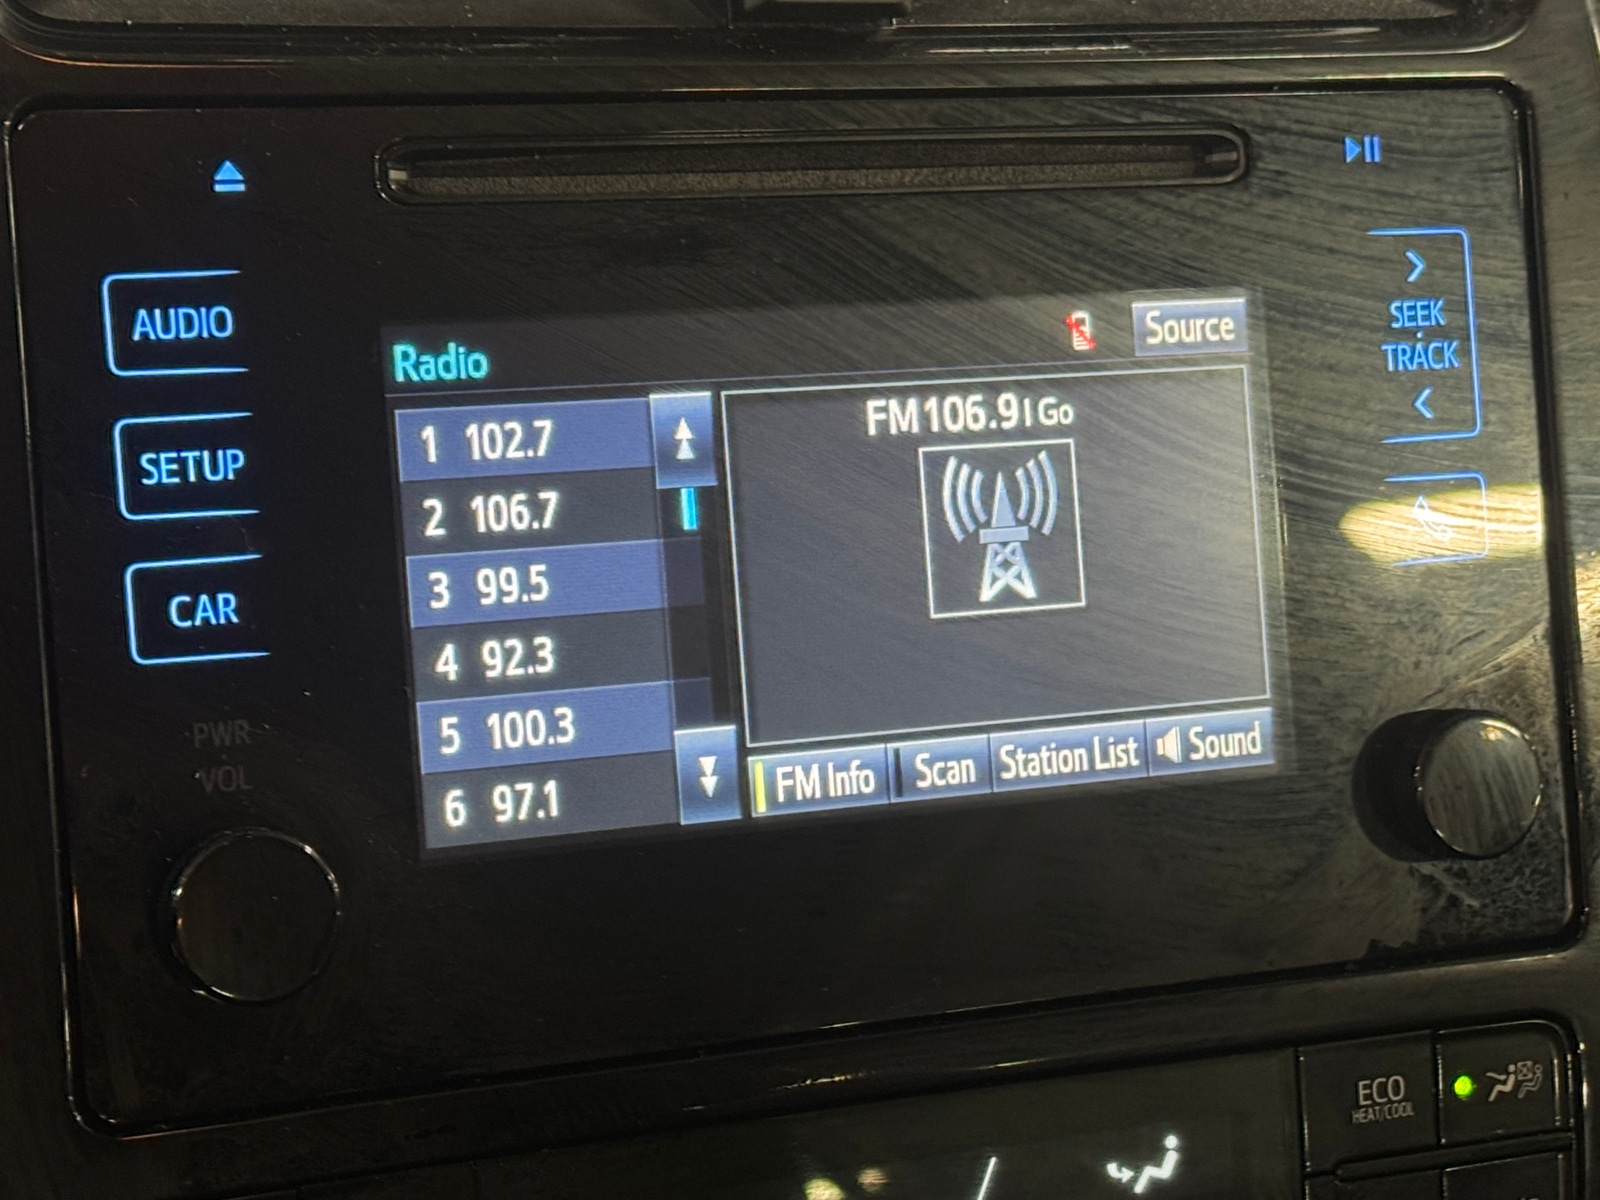 AUDIO
SETUP
CAR
PWR
VOL
Radio
Source
1 102.7
2 106.7
3 99.5
4 92.3
5 100.3
6 97.1
FM106.9 I Go
FM Info
Scan
Station List
Sound
SEEK
TRACK
ECO
HEAT/COOL